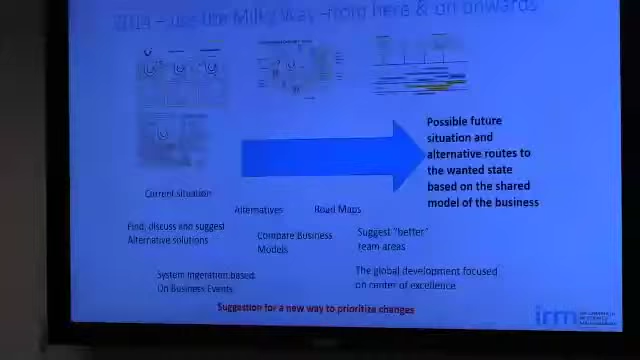 2014 – use the Milky Way –from here & on onwards
Possible future
situation and
alternative routes to
the wanted state
based on the shared
model of the business
Current situation
Alternatives
Road Maps
Find, discuss and suggest
Alternative solutions
Compare Business
Models
Suggest "better"
team areas
System Ingeration based
On Business Events
The global development focused
on center of excellence
Suggestion for a new way to prioritize changes
irm